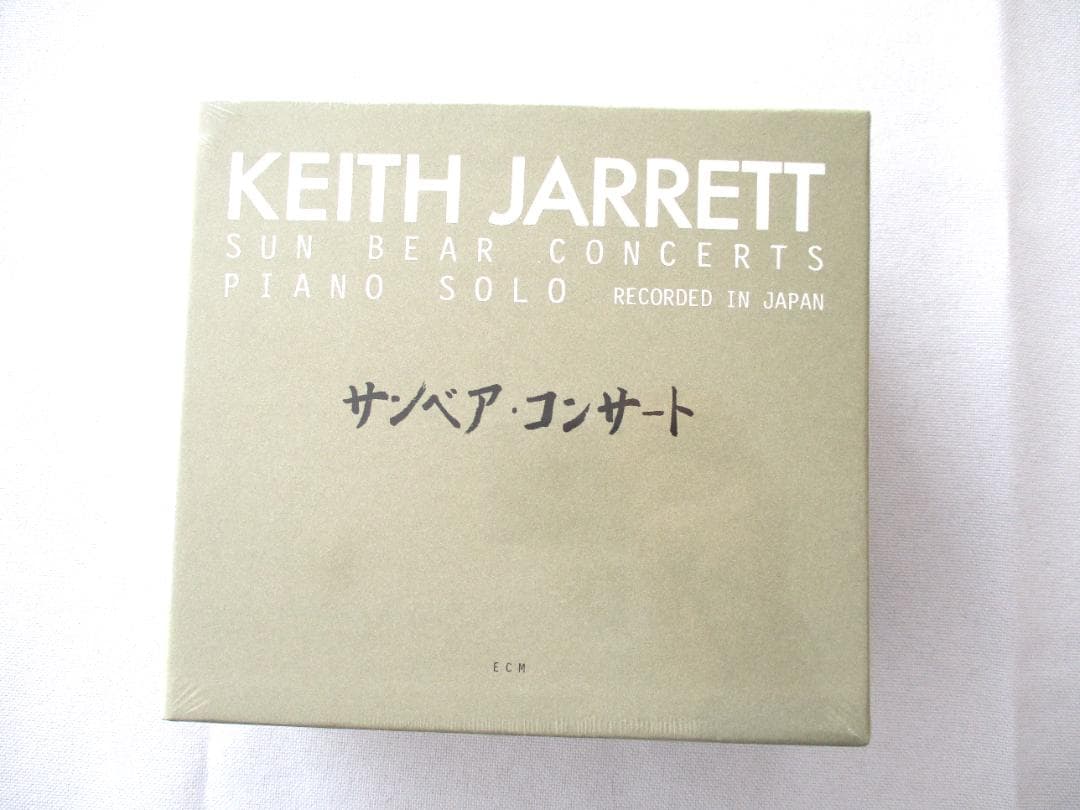 KEITH JARRETT
SUN BEAR CONCERTS
PIANO SOLO RECORDED IN JAPAN
サンベア・コンサート
ECM